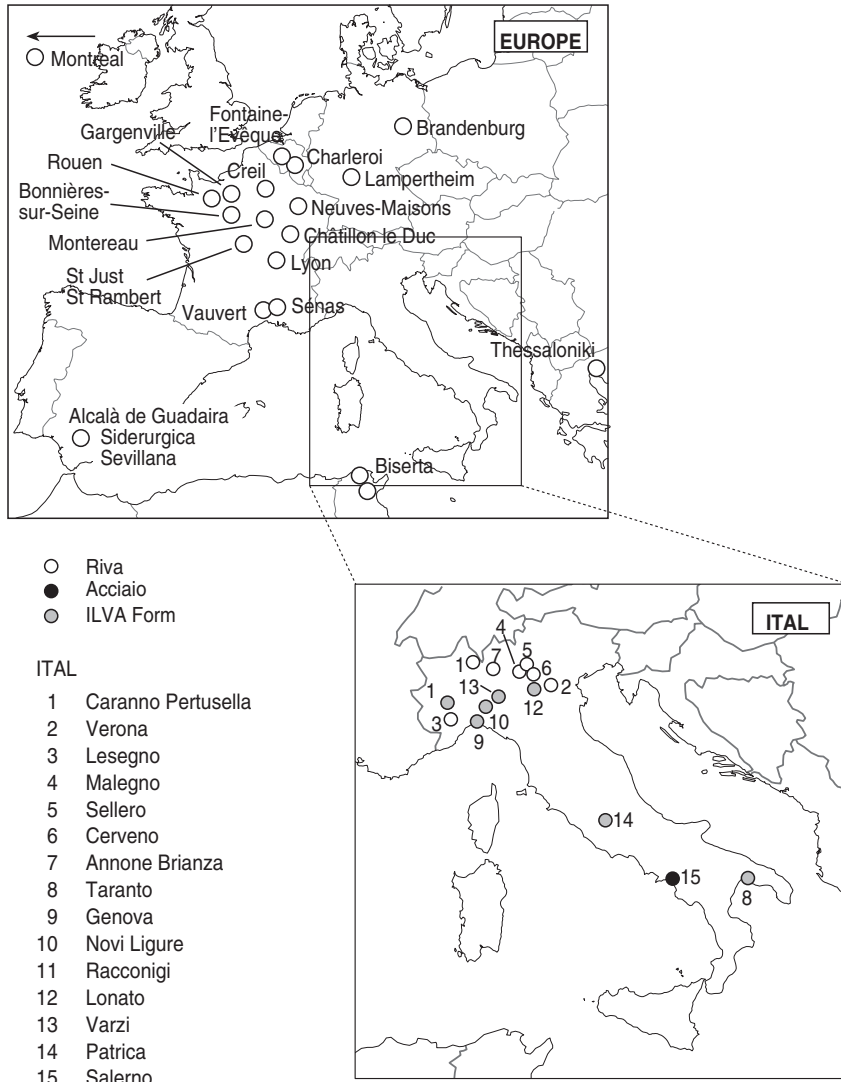 EUROPE
Montreal
Fontaine-
l'Evêque
Gargenville
Brandenburg
Rouen
Creil
Charleroi
Lampertheim
Bonnières-
sur-Seine
Neuves-Maisons
Montereau
Châtillon le Duc
St Just
St Rambert
Lyon
Vauvert
Senas
Thessaloniki
Alcalà de Guadaira
Siderurgica
Sevillana
Biserta
Riva
Acciaio
ILVA Form
ITAL
1 Caranno Pertusella
2 Verona
3 Lesegno
4 Malegno
5 Sellero
6 Cerveno
7 Annone Brianza
8 Taranto
9 Genova
10 Novi Ligure
11 Racconigi
12 Lonato
13 Varzi
14 Patrica
15 Salerno
ITAL
4
5
1
7
6
1
13
2
12
3
10
9
14
15
8